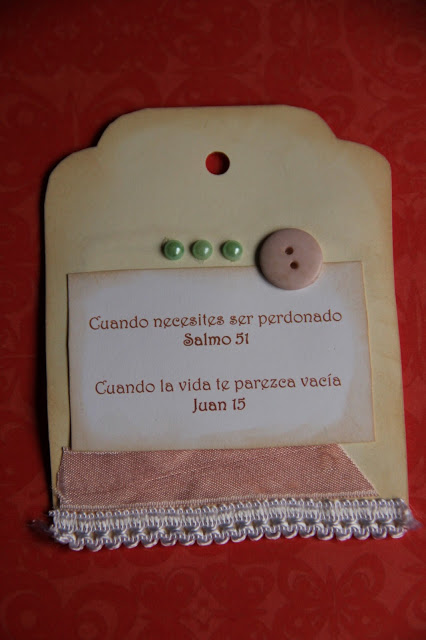 Cuando necesites ser perdonado
Salmo 51
Cuando la vida te parezca vacía
Juan 15